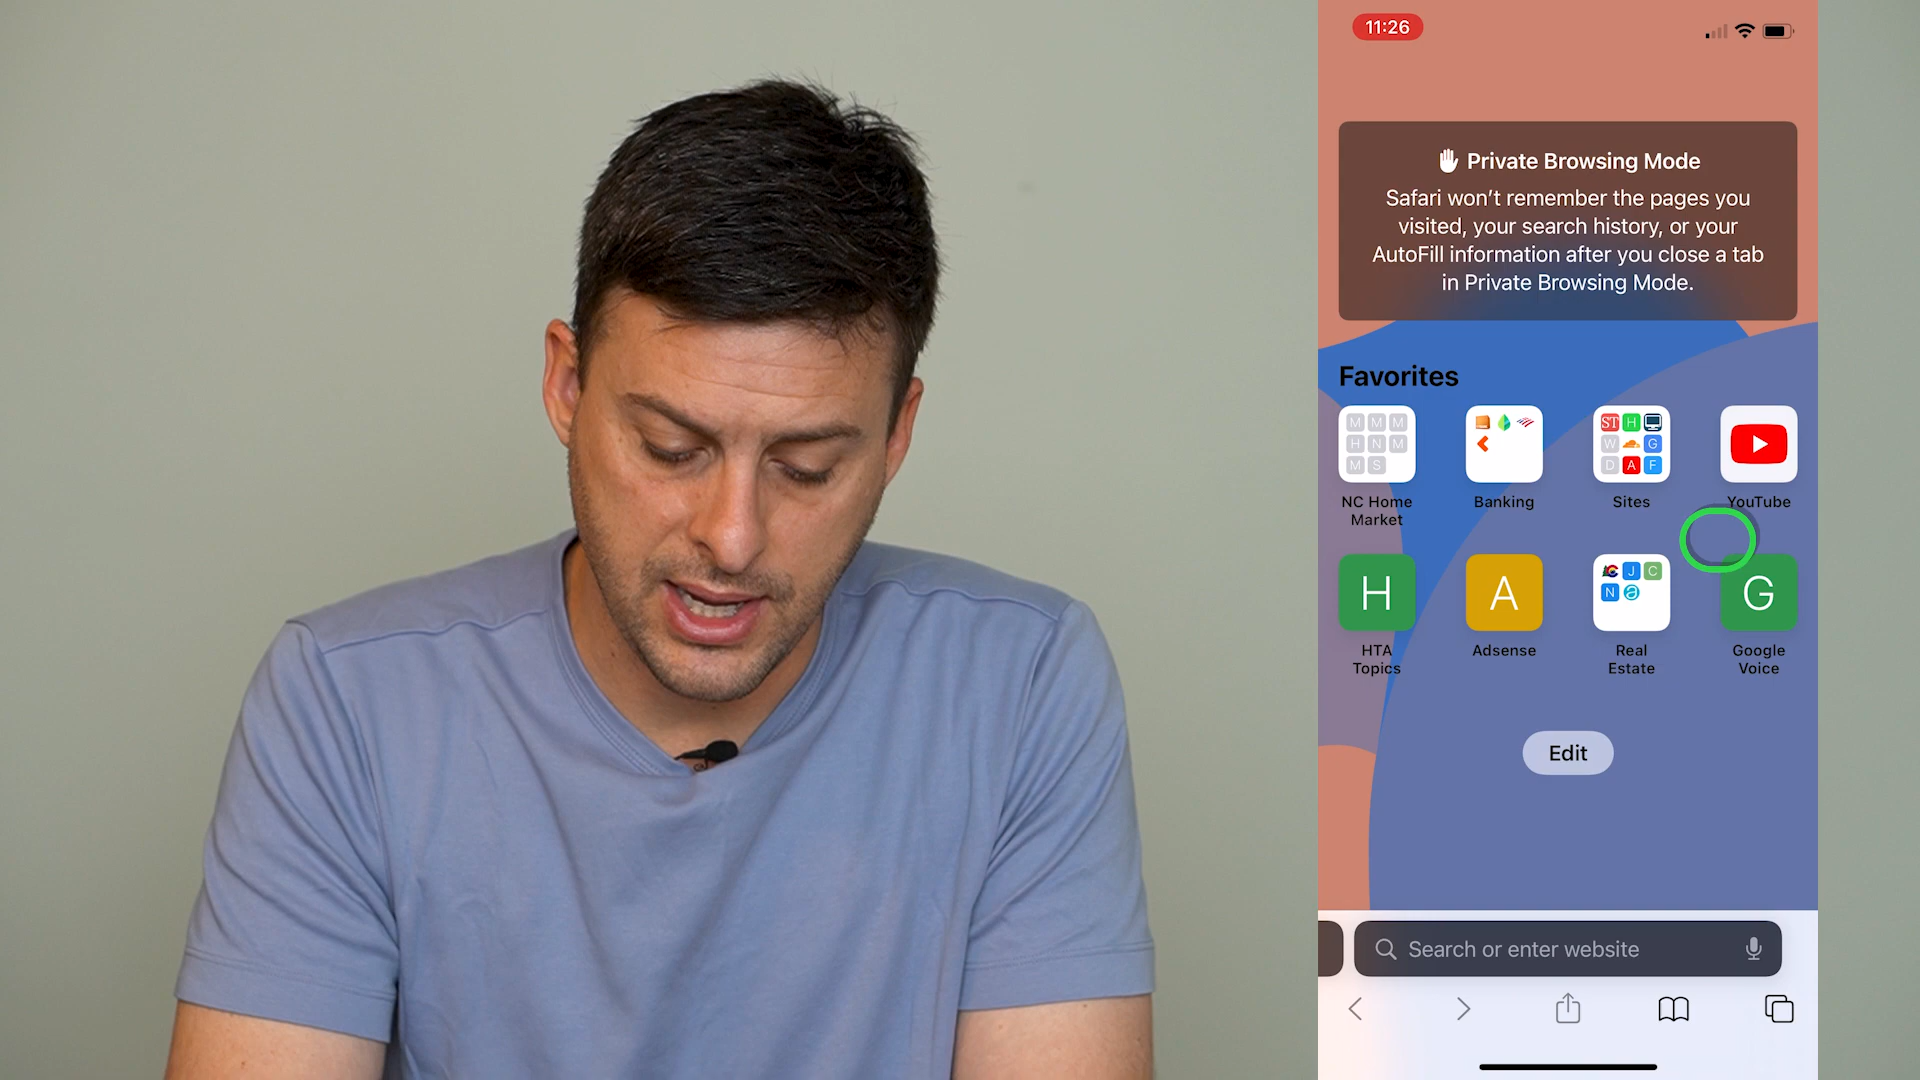 11:26
Private Browsing Mode
Safari won't remember the pages you
visited, your search history, or your
AutoFill information after you close a tab
in Private Browsing Mode.
Favorites
M M M
H N M
M S
ST H
W G
D A F
NC Home
Market
Banking
Sites
YouTube
H
A
J C
N a
G
HTA
Topics
Adsense
Real
Estate
Google
Voice
Edit
Search or enter website